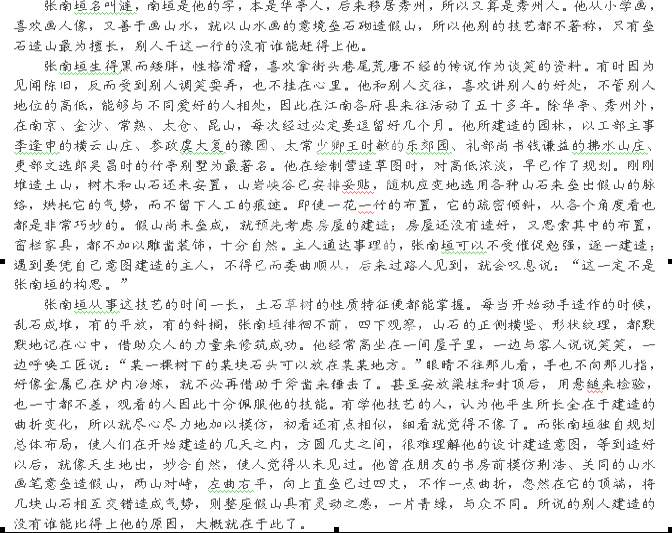 张南垣名叫涟，南垣是他的字，本是华亭人，后来移居秀州，所以又算是秀州人。他从小学画，
喜欢画人像，又善于画山水，就以山水画的意境垒石砌造假山，所以他别的技艺都不著称，只有垒
石造山最为擅长，别人干这一行的没有谁能赶得上他。
张南垣生得黑而矮胖，性格滑稽，喜欢拿街头巷尾荒唐不经的传说作为谈笑的资料。有时因为
见闻陈旧，反而受到别人调笑耍弄，也不挂在心里。他和别人交往，喜欢讲别人的好处，不管别人
地位的高低，能够与不同爱好的人相处，因此在江南各府县来往活动了五十多年。除华亭、秀州外，
在南京、金沙、常熟、太仓、昆山，每次经过必定要逗留好几个月。他所建造的园林，以工部主事
李逢申的横云山庄、参政虞大复的豫园、太常少卿王时敏的乐郊园、礼部尚书钱谦益的拂水山庄、
吏部文选郎吴昌时的竹亭别墅为最著名。他在绘制营造草图时，对高低浓淡，早已作了规划。刚刚
堆造土山，树木和山石还未安置，山岩峡谷已安排妥贴，随机应变地选用各种山石来垒出假山的脉
络，烘托它的气势，而不留下人工的痕迹。即使一花一竹的布置，它的疏密倾斜，从各个角度看也
都是非常巧妙的。假山尚未垒成，就预先考虑房屋的建造；房屋还没有造好，又思索其中的布置，
窗栏家具，都不加以雕凿装饰，十分自然。主人通达事理的，张南垣可以不受催促勉强，逐一建造；
遇到要凭自己意图建造的主人，不得已而委曲顺从，后来过路人见到，就会叹息说：“这一定不是
张南垣的构思。”
张南垣从事这技艺的时间一长，土石草树的性质特征便都能掌握。每当开始动手造作的时候，
乱石成堆，有的平放，有的斜搁，张南垣徘徊不前，四下观察，山石的正侧横竖、形状纹理，都默
默地记在心中，借助众人的力量来修筑成功。他经常高坐在一间屋子里，一边与客人说说笑笑，一
边呼唤工匠说：“某一棵树下的某块石头可以放在某某地方。”眼睛不往那儿看，手也不向那儿指，
好像金属已在炉内冶炼，就不必再借助于斧凿来锤击了。甚至安放梁柱和封顶后，用悬缒来检验，
也一寸都不差，观看的人因此十分佩服他的技能。有学他技艺的人，认为他平生所长全在于建造的
曲折变化，所以就尽心尽力地加以模仿，初看还有点相似，细看就觉得不像了。而张南垣独自规划
总体布局，使人们在开始建造的几天之内，方圆几丈之间，很难理解他的设计建造意图，等到造好
以后，就像天生地出，妙合自然，使人觉得从未见过。他曾在朋友的书房前模仿荆浩、关同的山水
画笔意垒造假山，两山对峙，左曲右平，向上直垒已过四丈，不作一点曲折，忽然在它的顶端，将
几块山石相互交错造成气势，则整座假山具有灵动之感，一片青绿，与众不同。所说的别人建造的
没有谁能比得上他的原因，大概就在于此了。